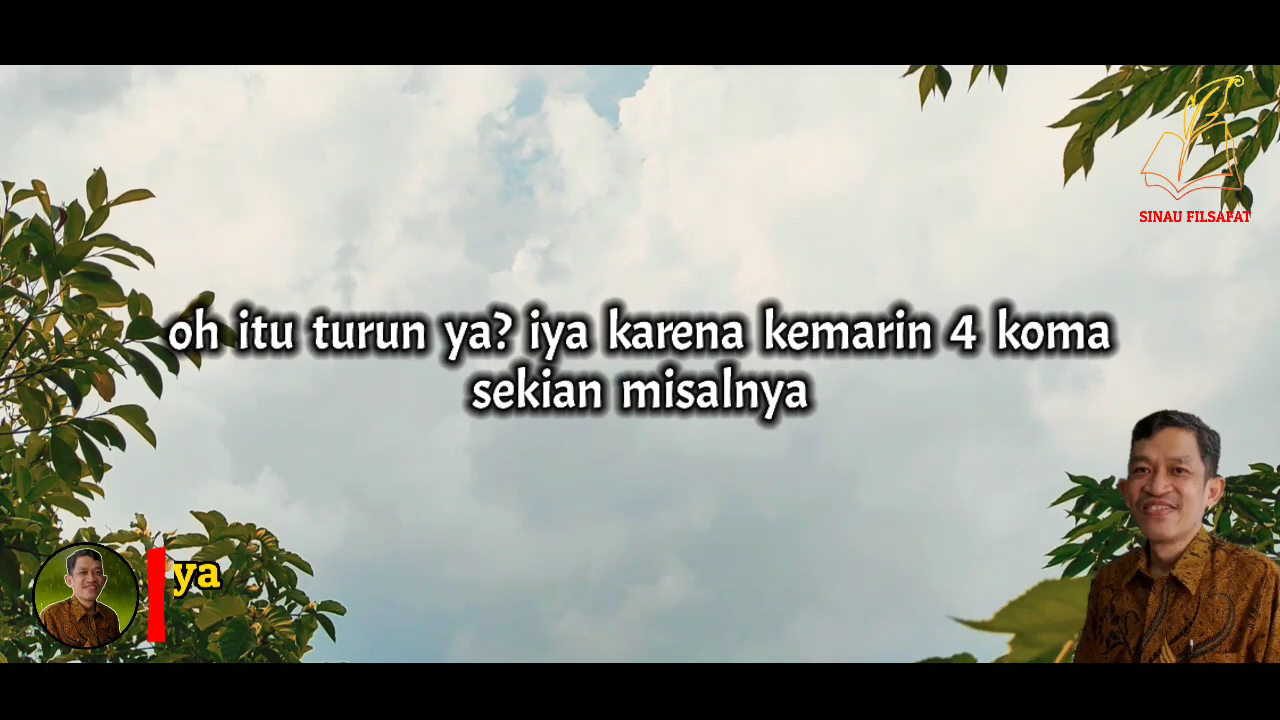 SINAU FILSAFAT
oh itu turun ya? iya karena kemarin 4 koma
sekian misalnya
ya